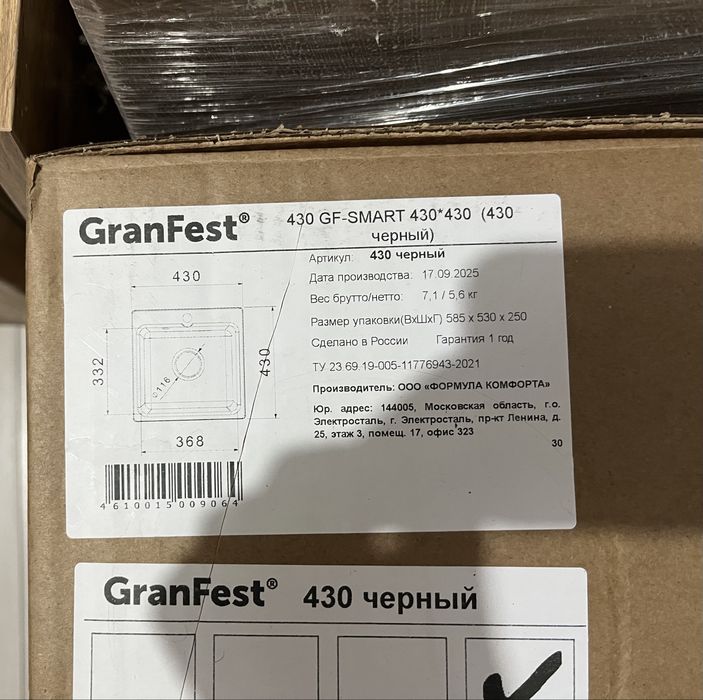 GranFest®
430 GF-SMART 430*430 (430
черный)
Артикул: 430 черный
Дата производства: 17.09.2025
Вес брутто/нетто: 7,1 / 5,6 кг
Размер упаковки(ВхШхГ) 585 x 530 x 250
Сделано в России Гарантия 1 год
ТУ 23.69.19-005-11776943-2021
Производитель: ООО «ФОРМУЛА КОМФОРТА»
Юр. адрес: 144005, Московская область, г.о.
Электросталь, г. Электросталь, пр-кт Ленина, д.
25, этаж 3, помещ. 17, офис 323
30
430
332
430
⌀116
368
4610015009064
GranFest® 430 черный